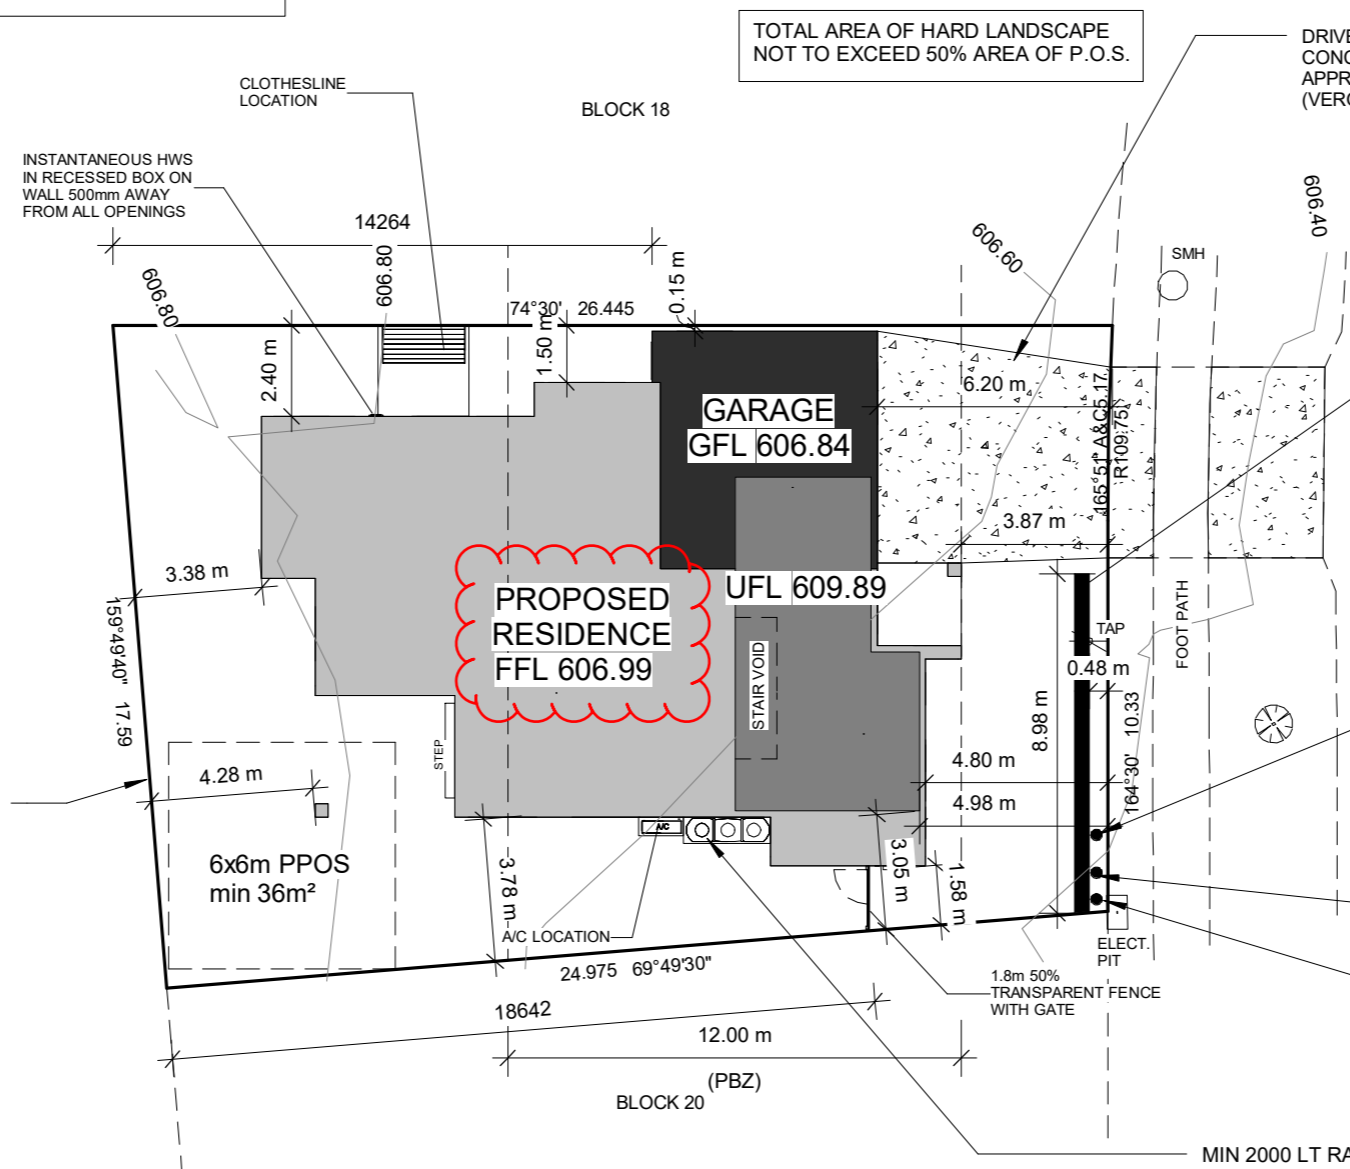 TOTAL AREA OF HARD LANDSCAPE
NOT TO EXCEED 50% AREA OF P.O.S.
DRIVE
CONC
APPR
(VERG
CLOTHESLINE
LOCATION
BLOCK 18
INSTANTANEOUS HWS
IN RECESSED BOX ON
WALL 500mm AWAY
FROM ALL OPENINGS
14264
606.80
606.80
0.15 m
606.60
606.40
SMH
74°30' 26.445
2.40 m
1.50 m
6.20 m
GARAGE
GFL 606.84
165°51' A&C5.17
R109.75
3.87 m
3.38 m
PROPOSED
RESIDENCE
FFL 606.99
UFL 609.89
STAIR VOID
TAP
FOOT PATH
0.48 m
159°49'40" 17.59
STEP
8.98 m
164°30' 10.33
4.28 m
4.80 m
4.98 m
A/C
6x6m PPOS
min 36m²
3.78 m
3.05 m
1.58 m
A/C LOCATION
ELECT.
PIT
24.975 69°49'30"
1.8m 50%
TRANSPARENT FENCE
WITH GATE
18642
12.00 m
(PBZ)
BLOCK 20
MIN 2000 LT RA